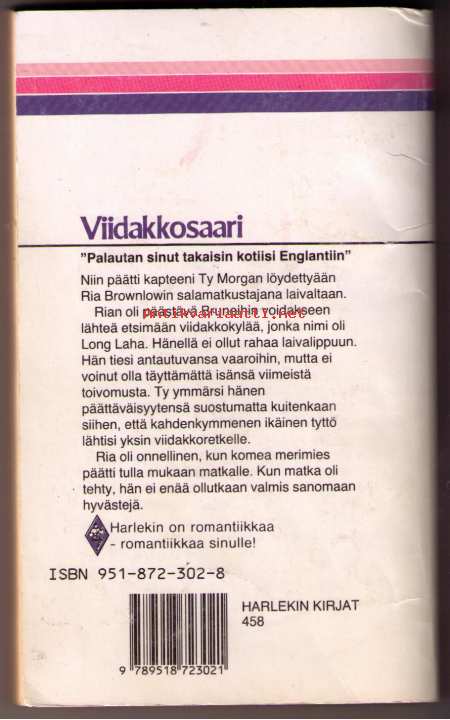 Viidakkosaari
"Palautan sinut takaisin kotiisi Englantiin"
Niin päätti kapteeni Ty Morgan löydettyään
Ria Brownlowin salamatkustajana laivaltaan.
Rian oli päästävä Bruneihin voidakseen
lähteä etsimään viidakkokylää, jonka nimi oli
Long Laha. Hänellä ei ollut rahaa laivalippuun.
Hän tiesi antautuvansa vaaroihin, mutta ei
voinut olla täyttämättä isänsä viimeistä
toivomusta. Ty ymmärsi hänen
päättäväisyytensä suostumatta kuitenkaan
siihen, että kahdenkymmenen ikäinen tyttö
lähtisi yksin viidakkoretkelle.
Ria oli onnellinen, kun komea merimies
päätti tulla mukaan matkalle. Kun matka oli
tehty, hän ei enää ollutkaan valmis sanomaan
hyvästejä.
Harlekin on romantiikkaa
- romantiikkaa sinulle!
ISBN 951-872-302-8
HARLEKIN KIRJAT
458
9 789518 723021